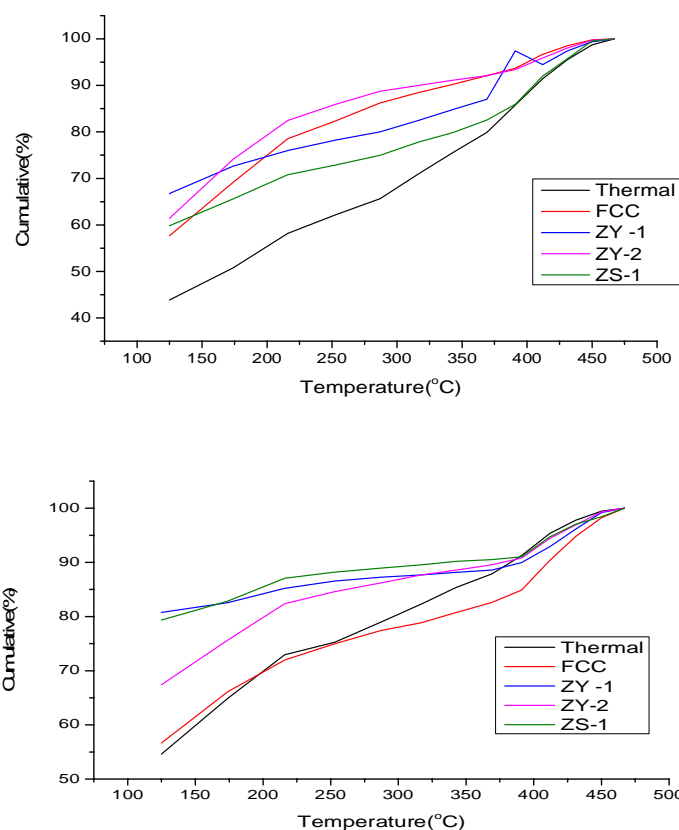 100
90
80
70
60
50
40
Cumulative(%)
Thermal
FCC
ZY -1
ZY-2
ZS-1
100 150 200 250 300 350 400 450 500
Temperature(°C)
100
90
80
70
60
50
Cumulative(%)
Thermal
FCC
ZY -1
ZY-2
ZS-1
100 150 200 250 300 350 400 450 500
Temperature(°C)